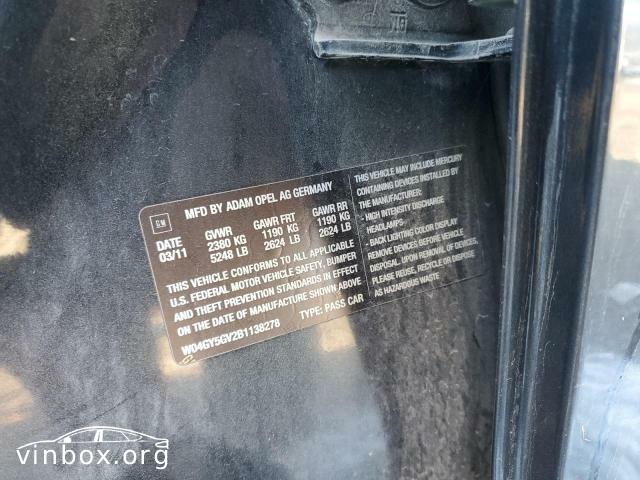 GM
MFD BY ADAM OPEL AG GERMANY
DATE GVWR GAWR FRT GAWR RR
03/11 2380 KG 1190 KG 1190 KG
5248 LB 2624 LB 2624 LB
THIS VEHICLE CONFORMS TO ALL APPLICABLE
U.S. FEDERAL MOTOR VEHICLE SAFETY, BUMPER
AND THEFT PREVENTION STANDARDS IN EFFECT
ON THE DATE OF MANUFACTURE SHOWN ABOVE
W04GY5GV2B1138278 TYPE: PASS CAR
THIS VEHICLE MAY INCLUDE MERCURY
CONTAINING DEVICES INSTALLED BY
THE MANUFACTURER:
- HIGH INTENSITY DISCHARGE
HEADLAMPS
- BACK LIGHTING COLOR DISPLAY
REMOVE DEVICES BEFORE VEHICLE
DISPOSAL. UPON REMOVAL OF DEVICES,
PLEASE REUSE, RECYCLE OR DISPOSE
AS HAZARDOUS WASTE
vinbox.org